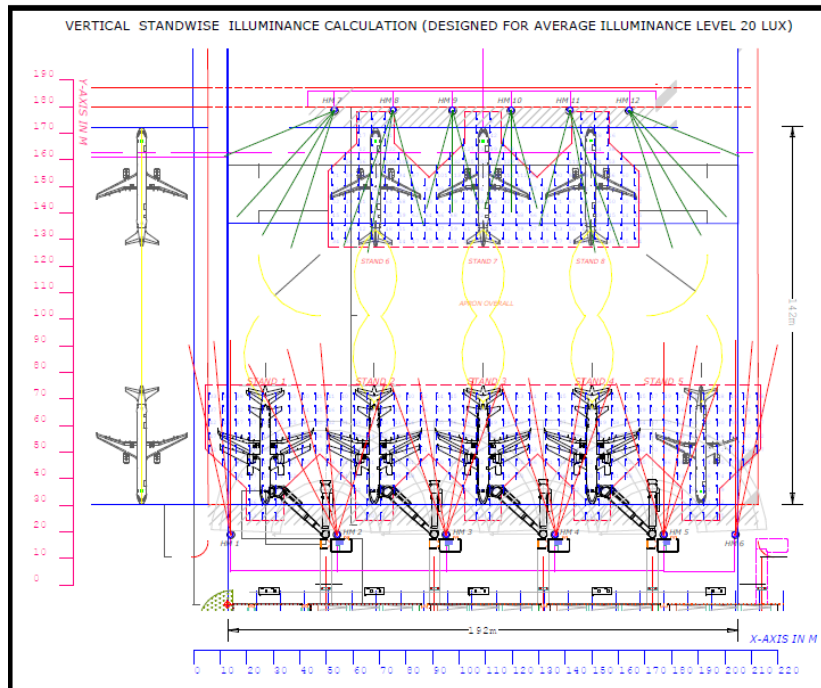 VERTICAL STANDWISE ILLUMINANCE CALCULATION (DESIGNED FOR AVERAGE ILLUMINANCE LEVEL 20 LUX)
190
180
170
160
150
140
130
120
110
100
90
80
70
60
50
40
30
20
10
0
Y-AXIS IN M
HM 7
HM 8
HM 9
HM 10
HM 11
HM 12
STAND 6
STAND 7
STAND 8
APRON OVERALL
142m
STAND 1
STAND 2
STAND 3
STAND 4
STAND 5
HM 1
HM 2
HM 3
HM 4
HM 5
HM 6
192m
X-AXIS IN M
0 10 20 30 40 50 60 70 80 90 100 110 120 130 140 150 160 170 180 190 200 210 220